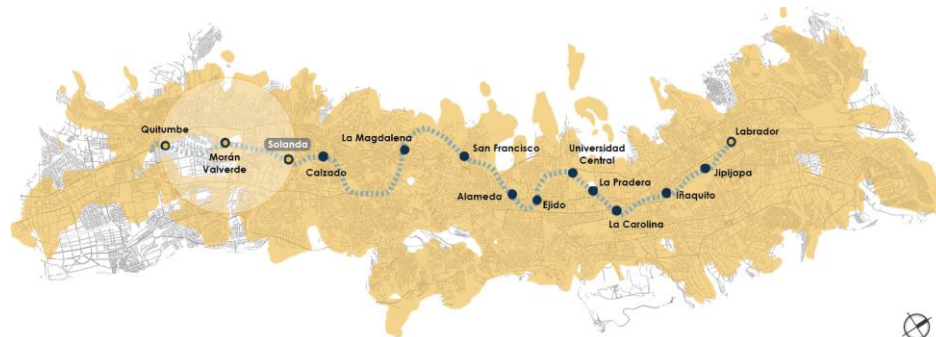 Quitumbe
Morán
Valverde
Solanda
Calzado
La Magdalena
San Francisco
Alameda
Ejido
Universidad
Central
La Pradera
La Carolina
Iñaquito
Jipijapa
Labrador